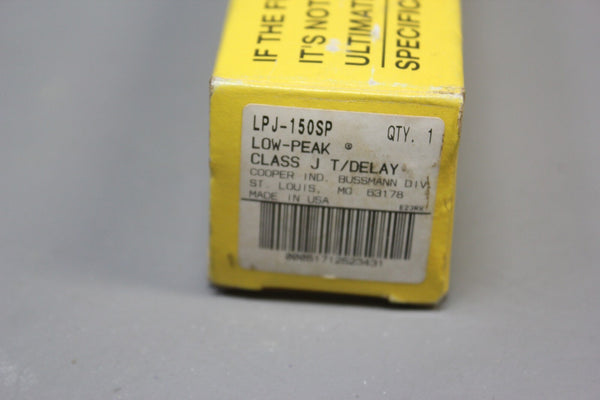 IF THE
IT'S NOT
ULTIMAT
SPECIFIC
LPJ-150SP QTY. 1
LOW-PEAK ®
CLASS J T/DELAY
COOPER IND. BUSSMANN DIV.
ST. LOUIS, MO 63178
MADE IN USA